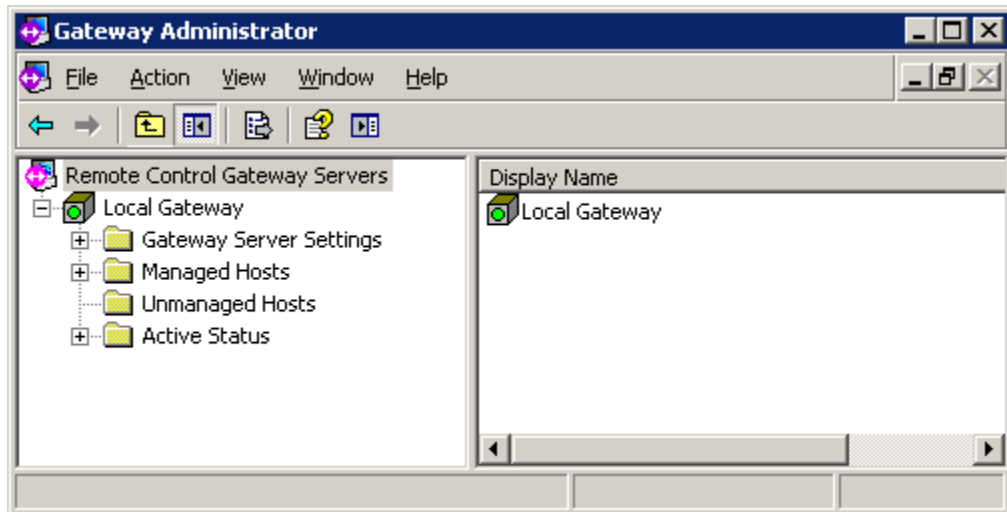 Gateway Administrator
File Action View Window Help
Remote Control Gateway Servers
Local Gateway
Gateway Server Settings
Managed Hosts
Unmanaged Hosts
Active Status
Display Name
Local Gateway